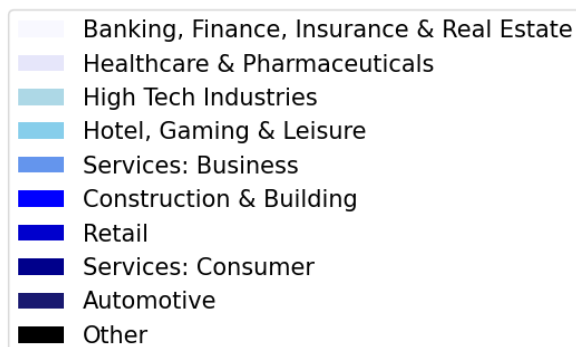 Banking, Finance, Insurance & Real Estate
Healthcare & Pharmaceuticals
High Tech Industries
Hotel, Gaming & Leisure
Services: Business
Construction & Building
Retail
Services: Consumer
Automotive
Other